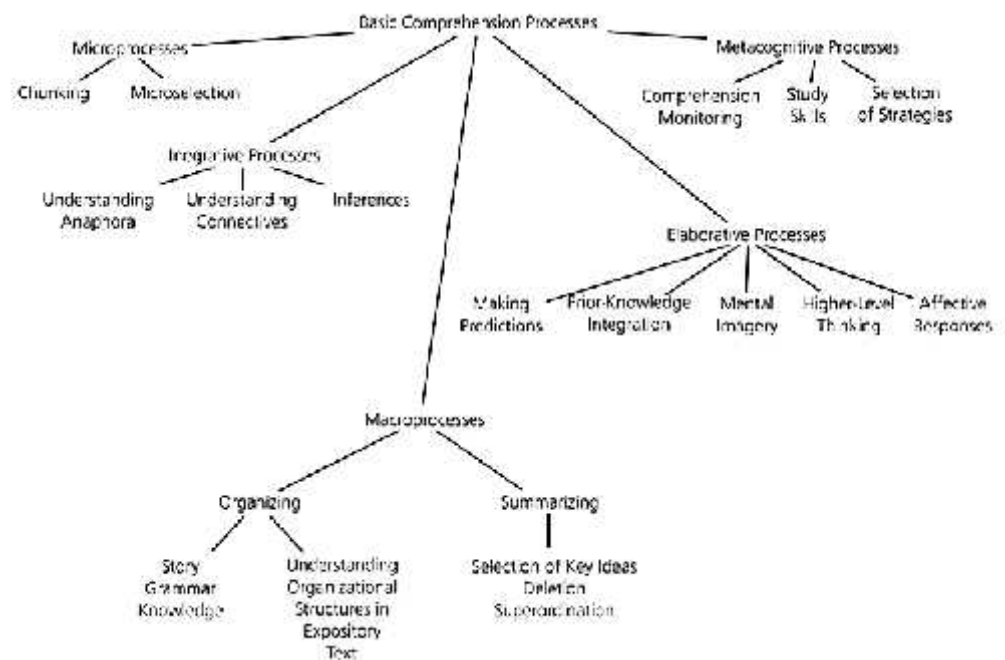 Basic Comprehension Processes
Microprocesses
Metacognitive Processes
Chunking
Microselection
Comprehension
Monitoring
Study
Skills
Selection
of Strategies
Integrative Processes
Understanding
Anaphora
Understanding
Connectives
Inferences
Elaborative Processes
Making
Predictions
Prior-Knowledge
Integration
Mental
Imagery
Higher-Level
Thinking
Affective
Responses
Macroprocesses
Organizing
Summarizing
Story
Grammar
Knowledge
Understanding
Organizational
Structures in
Expository
Text
Selection of Key Ideas
Deletion
Superordination